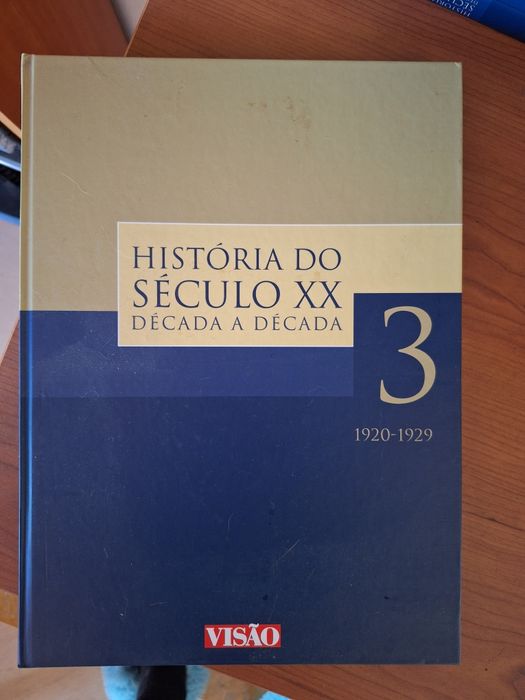 HISTÓRIA DO
SÉCULO XX
DÉCADA A DÉCADA
3
1920-1929
VISÃO